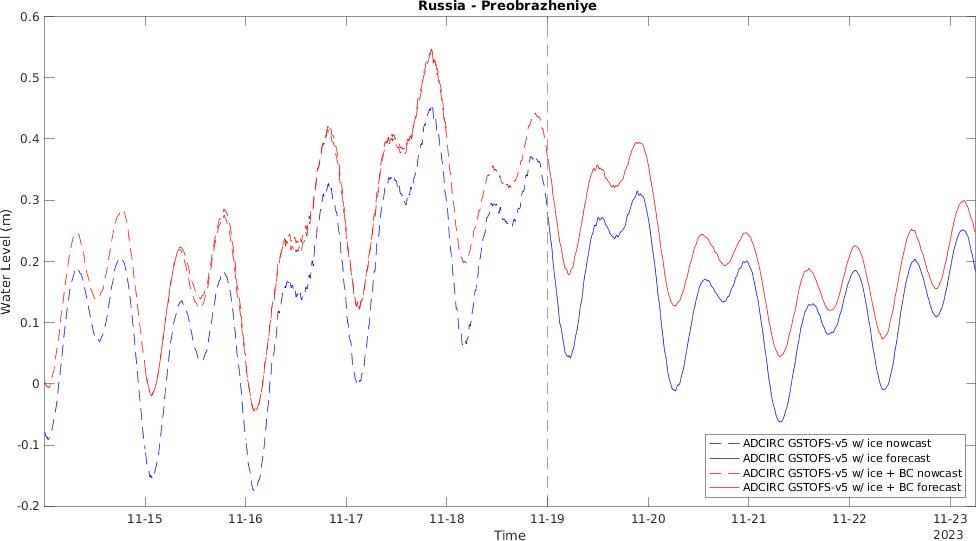 Russia - Preobrazheniye
0.6
0.5
0.4
0.3
0.2
0.1
0
-0.1
-0.2
Water Level (m)
ADCIRC GSTOFS-v5 w/ ice nowcast
ADCIRC GSTOFS-v5 w/ ice forecast
ADCIRC GSTOFS-v5 w/ ice + BC nowcast
ADCIRC GSTOFS-v5 w/ ice + BC forecast
11-15 11-16 11-17 11-18 11-19 11-20 11-21 11-22 11-23
Time 2023